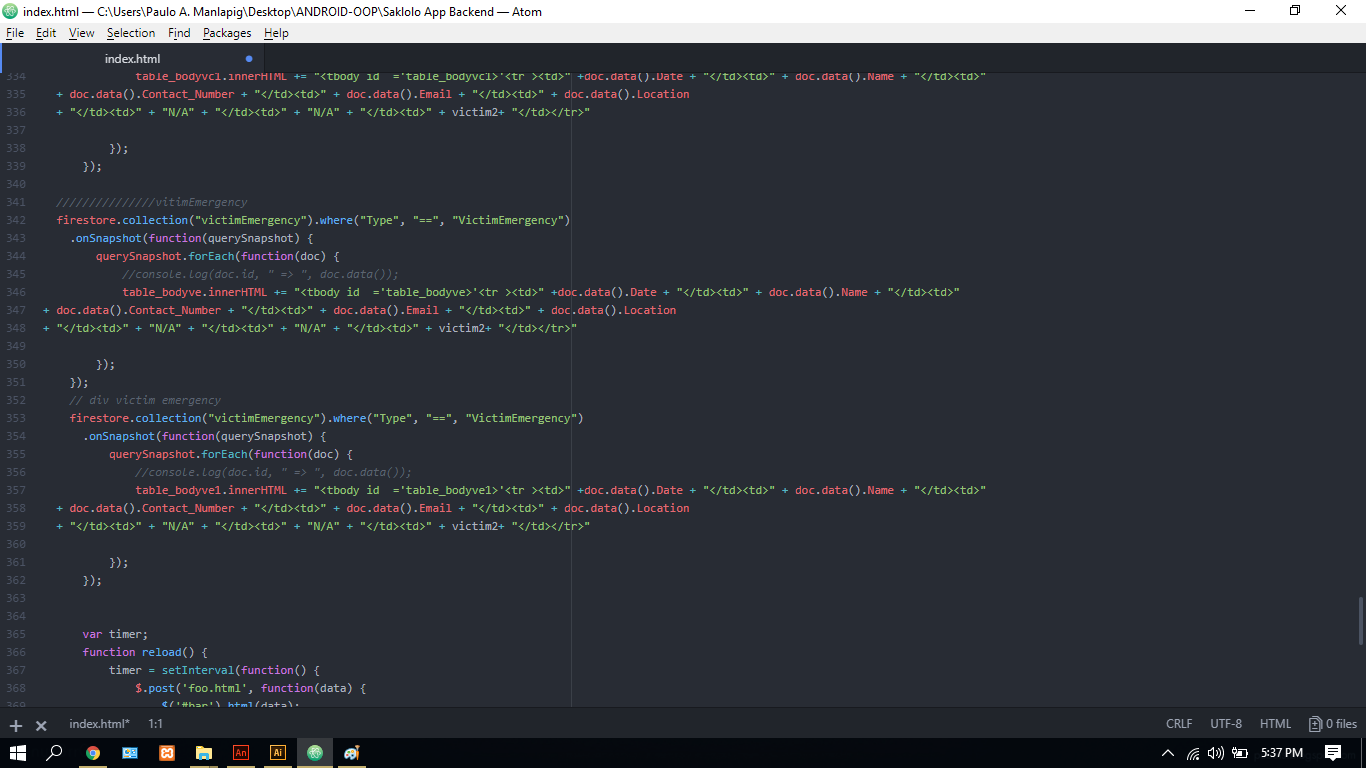 index.html — C:\Users\Paulo A. Manlapig\Desktop\ANDROID-OOP\Saklolo App Backend — Atom
File Edit View Selection Find Packages Help
index.html
334 table_bodyvc1.innerHTML += "<tbody id ='table_bodyvc1>'<tr ><td>" +doc.data().Date + "</td><td>" + doc.data().Name + "</td><td>"
335 + doc.data().Contact_Number + "</td><td>" + doc.data().Email + "</td><td>" + doc.data().Location
336 + "</td><td>" + "N/A" + "</td><td>" + "N/A" + "</td><td>" + victim2+ "</td></tr>"
337
338 });
339 });
340
341 ///////////////vitimEmergency
342 firestore.collection("victimEmergency").where("Type", "==", "VictimEmergency")
343 .onSnapshot(function(querySnapshot) {
344 querySnapshot.forEach(function(doc) {
345 //console.log(doc.id, " => ", doc.data());
346 table_bodyve.innerHTML += "<tbody id ='table_bodyve>'<tr ><td>" +doc.data().Date + "</td><td>" + doc.data().Name + "</td><td>"
347 + doc.data().Contact_Number + "</td><td>" + doc.data().Email + "</td><td>" + doc.data().Location
348 + "</td><td>" + "N/A" + "</td><td>" + "N/A" + "</td><td>" + victim2+ "</td></tr>"
349
350 });
351 });
352 // div victim emergency
353 firestore.collection("victimEmergency").where("Type", "==", "VictimEmergency")
354 .onSnapshot(function(querySnapshot) {
355 querySnapshot.forEach(function(doc) {
356 //console.log(doc.id, " => ", doc.data());
357 table_bodyve1.innerHTML += "<tbody id ='table_bodyve1>'<tr ><td>" +doc.data().Date + "</td><td>" + doc.data().Name + "</td><td>"
358 + doc.data().Contact_Number + "</td><td>" + doc.data().Email + "</td><td>" + doc.data().Location
359 + "</td><td>" + "N/A" + "</td><td>" + "N/A" + "</td><td>" + victim2+ "</td></tr>"
360
361 });
362 });
363
364
365 var timer;
366 function reload() {
367 timer = setInterval(function() {
368 $.post('foo.html', function(data) {
369 $('#bar').html(data);
index.html* 1:1 CRLF UTF-8 HTML 0 files
An Ai 5:37 PM